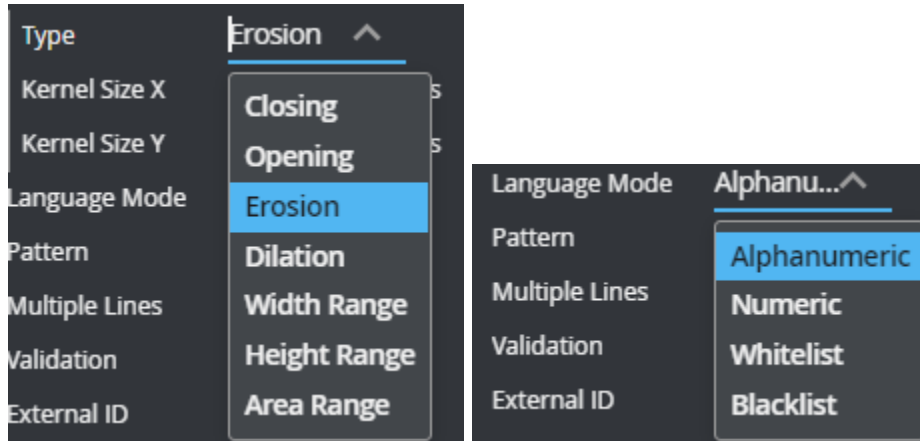 Type Erosion
Kernel Size X
Kernel Size Y
Language Mode
Pattern
Multiple Lines
Validation
External ID
Closing
Opening
Erosion
Dilation
Width Range
Height Range
Area Range
s
s
Language Mode Alphanu...
Pattern
Multiple Lines
Validation
External ID
Alphanumeric
Numeric
Whitelist
Blacklist